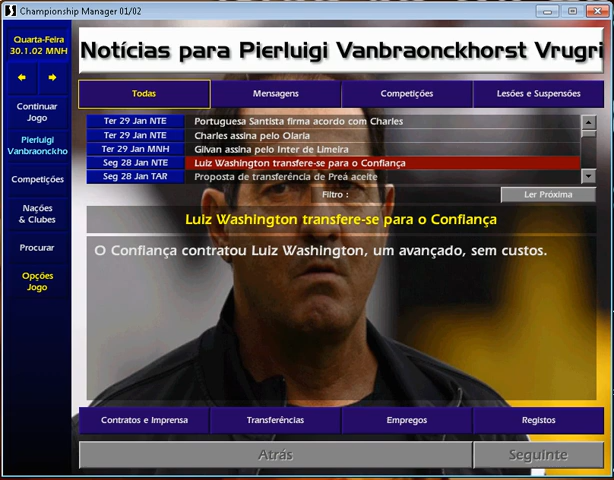 Championship Manager 01/02
Quarta-Feira
30.1.02 MNH
Notícias para Pierluigi Vanbraonckhorst Vrugri
Todas
Mensagens
Competições
Lesões e Suspensões
Continuar
Jogo
Pierluigi
Vanbraonckho
Competições
Nações
& Clubes
Procurar
Opções
Jogo
Ter 29 Jan NTE Portuguesa Santista firma acordo com Charles
Ter 29 Jan NTE Charles assina pelo Olaria
Ter 29 Jan MNH Gilvan assina pelo Inter de Limeira
Seg 28 Jan NTE Luiz Washington transfere-se para o Confiança
Seg 28 Jan TAR Proposta de transferência de Preá aceite
Filtro :
Ler Próxima
Luiz Washington transfere-se para o Confiança
O Confiança contratou Luiz Washington, um avançado, sem custos.
Contratos e Imprensa
Transferências
Empregos
Registos
Atrás
Seguinte